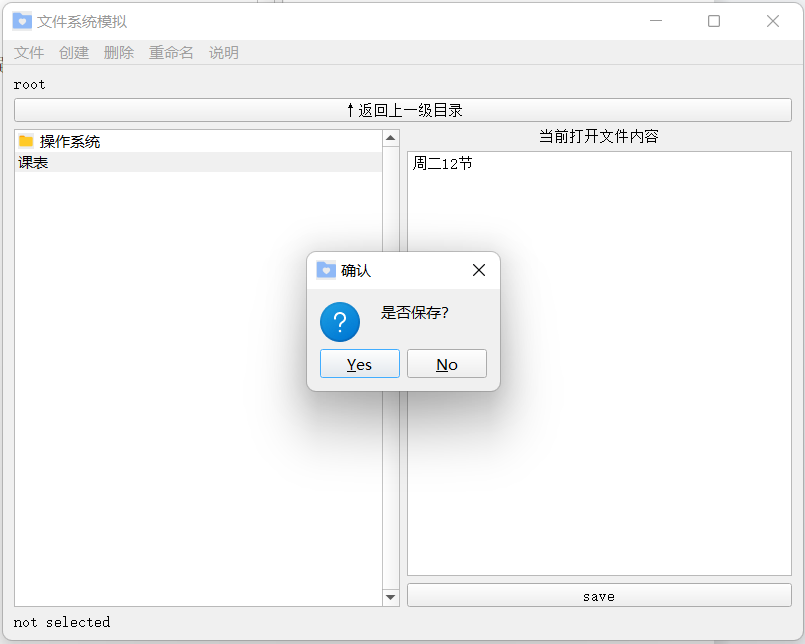 文件系统模拟
文件 创建 删除 重命名 说明
root
↑返回上一级目录
操作系统
课表
当前打开文件内容
周二12节
确认
是否保存?
Yes No
save
not selected